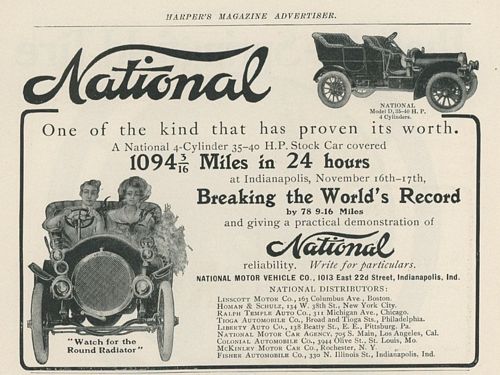 HARPER'S MAGAZINE ADVERTISER.
National
NATIONAL
Model D, 35-40 H. P.
4 Cylinders.
One of the kind that has proven its worth.
A National 4-Cylinder 35-40 H.P. Stock Car covered
1094 3/16 Miles in 24 hours
at Indianapolis, November 16th-17th,
Breaking the World's Record
by 78 9-16 Miles
and giving a practical demonstration of
National
reliability. Write for particulars.
NATIONAL MOTOR VEHICLE CO., 1013 East 22d Street, Indianapolis, Ind.
NATIONAL DISTRIBUTORS:
LINSCOTT MOTOR CO., 163 Columbus Ave., Boston.
HOMAN & SCHULZ, 134 W. 38th St., New York City.
RALPH TEMPLE AUTO CO., 311 Michigan Ave., Chicago.
TIOGA AUTOMOBILE CO., Broad and Tioga Sts., Philadelphia.
LIBERTY AUTO CO., 138 Beatty St., E. E., Pittsburg, Pa.
NATIONAL MOTOR CAR AGENCY, 705 S. Main, Los Angeles, Cal.
COLONIAL AUTOMOBILE CO., 3944 Olive St., St. Louis, Mo.
MCKINLEY MOTOR CAR CO., Rochester, N. Y.
FISHER AUTOMOBILE CO., 330 N. Illinois St., Indianapolis, Ind.
"Watch for the
Round Radiator"